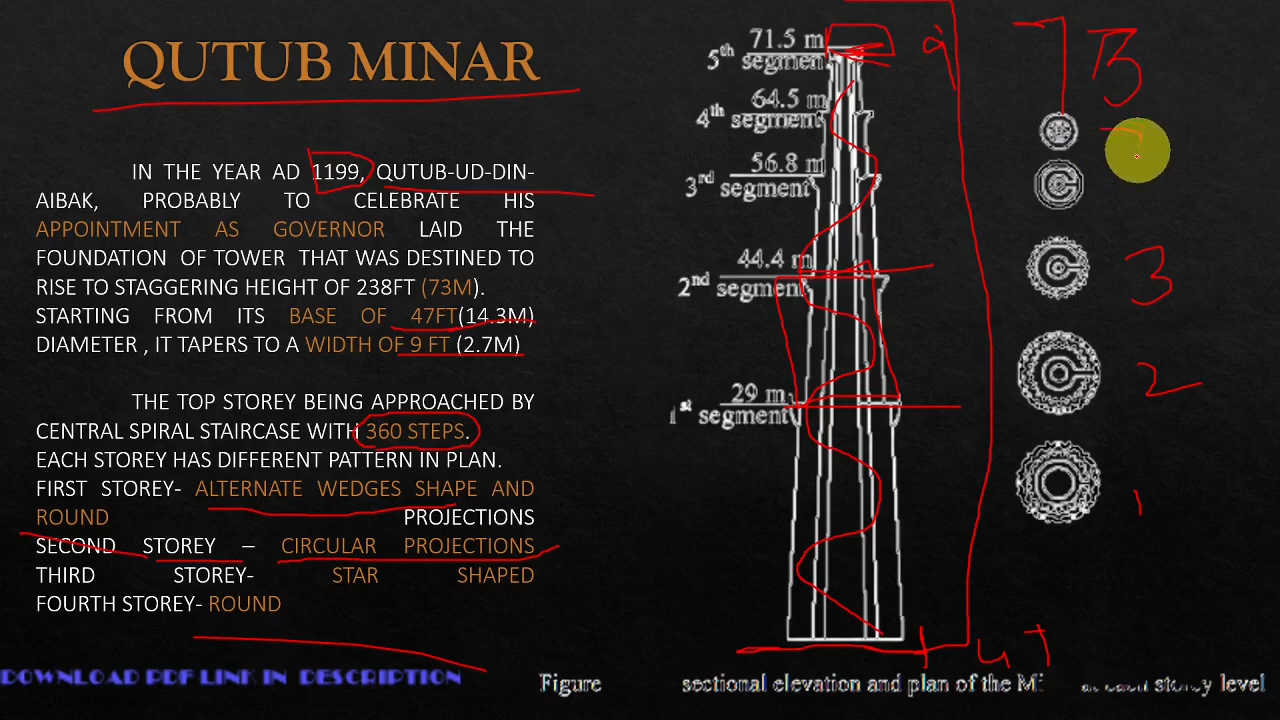 QUTUB MINAR
IN THE YEAR AD 1199, QUTUB-UD-DIN-
AIBAK, PROBABLY TO CELEBRATE HIS
APPOINTMENT AS GOVERNOR LAID THE
FOUNDATION OF TOWER THAT WAS DESTINED TO
RISE TO STAGGERING HEIGHT OF 238FT (73M).
STARTING FROM ITS BASE OF 47FT(14.3M)
DIAMETER , IT TAPERS TO A WIDTH OF 9 FT (2.7M)
THE TOP STOREY BEING APPROACHED BY
CENTRAL SPIRAL STAIRCASE WITH 360 STEPS.
EACH STOREY HAS DIFFERENT PATTERN IN PLAN.
FIRST STOREY- ALTERNATE WEDGES SHAPE AND
ROUND PROJECTIONS
SECOND STOREY – CIRCULAR PROJECTIONS
THIRD STOREY- STAR SHAPED
FOURTH STOREY- ROUND
DOWNLOAD PDF LINK IN DESCRIPTION
71.5 m
5th segment
64.5 m
4th segment
56.8 m
3rd segment
44.4 m
2nd segment
29 m
1st segment
9
3
2
1
47
Figure sectional elevation and plan of the storey level